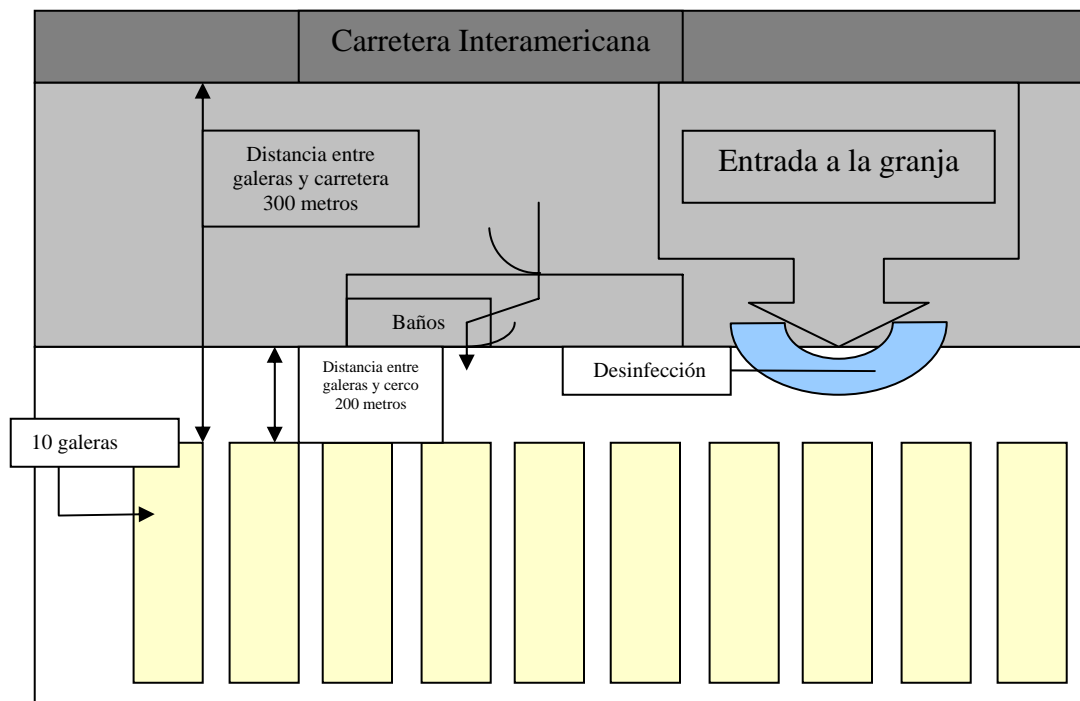 Carretera Interamericana
Distancia entre
galeras y carretera
300 metros
Entrada a la granja
Baños
Distancia entre
galeras y cerco
200 metros
Desinfección
10 galeras